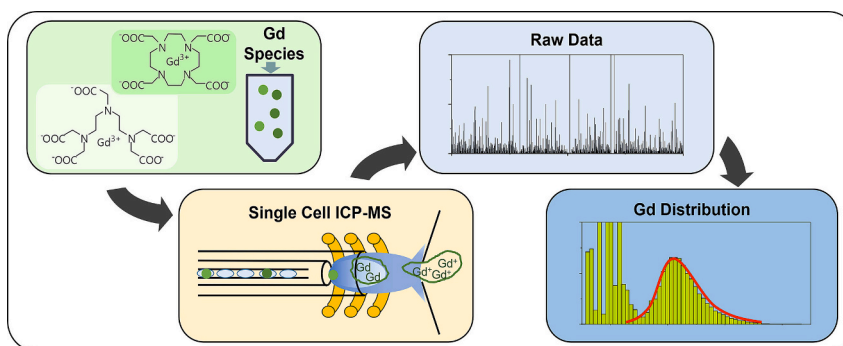 ⁻OOC
COO⁻
N
N
Gd³⁺
N
N
⁻OOC
COO⁻
Gd
Species
⁻OOC
N
⁻OOC
N
N
COO⁻
Gd³⁺
⁻OOC
COO⁻
Raw Data
Single Cell ICP-MS
Gd
Gd
Gd⁺
Gd⁺
Gd⁺
Gd Distribution